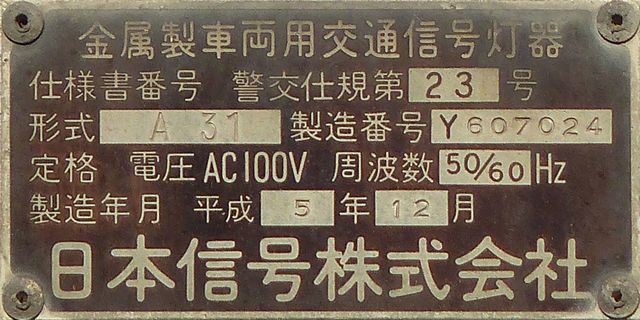 金属製車両用交通信号灯器
仕様書番号 警交仕規第 23 号
形式 A 31 製造番号 Y607024
定格 電圧 AC100V 周波数 50/60 Hz
製造年月 平成 5 年 12 月
日本信号株式会社